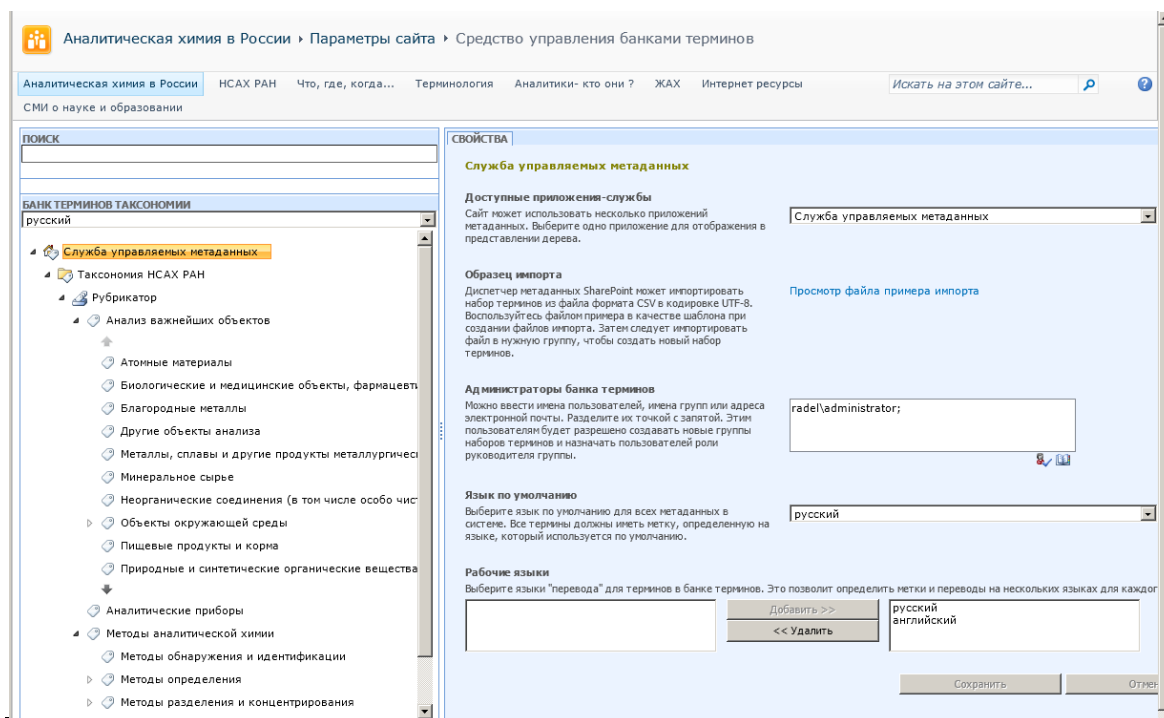 Аналитическая химия в России ▸ Параметры сайта ▸ Средство управления банками терминов
Аналитическая химия в России НСАХ РАН Что, где, когда... Терминология Аналитики- кто они ? ЖАХ Интернет ресурсы Искать на этом сайте...
СМИ о науке и образовании
ПОИСК
БАНК ТЕРМИНОВ ТАКСОНОМИИ
русский
Служба управляемых метаданных
Таксономия НСАХ РАН
Рубрикатор
Анализ важнейших объектов
Атомные материалы
Биологические и медицинские объекты, фармацевти
Благородные металлы
Другие объекты анализа
Металлы, сплавы и другие продукты металлургичес
Минеральное сырье
Неорганические соединения (в том числе особо чис
Объекты окружающей среды
Пищевые продукты и корма
Природные и синтетические органические вещества
Аналитические приборы
Методы аналитической химии
Методы обнаружения и идентификации
Методы определения
Методы разделения и концентрирования
СВОЙСТВА
Служба управляемых метаданных
Доступные приложения-службы
Сайт может использовать несколько приложений
метаданных. Выберите одно приложение для отображения в
представлении дерева.
Служба управляемых метаданных
Образец импорта
Диспетчер метаданных SharePoint может импортировать
набор терминов из файла формата CSV в кодировке UTF-8.
Воспользуйтесь файлом примера в качестве шаблона при
создании файлов импорта. Затем следует импортировать
файл в нужную группу, чтобы создать новый набор
терминов.
Просмотр файла примера импорта
Администраторы банка терминов
Можно ввести имена пользователей, имена групп или адреса
электронной почты. Разделите их точкой с запятой. Этим
пользователям будет разрешено создавать новые группы
наборов терминов и назначать пользователей роли
руководителя группы.
radel\administrator;
Язык по умолчанию
Выберите язык по умолчанию для всех метаданных в
системе. Все термины должны иметь метку, определенную на
языке, который используется по умолчанию.
русский
Рабочие языки
Выберите языки "перевода" для терминов в банке терминов. Это позволит определить метки и переводы на нескольких языках для каждог
Добавить >>
<< Удалить
русский
английский
Сохранить Отмен